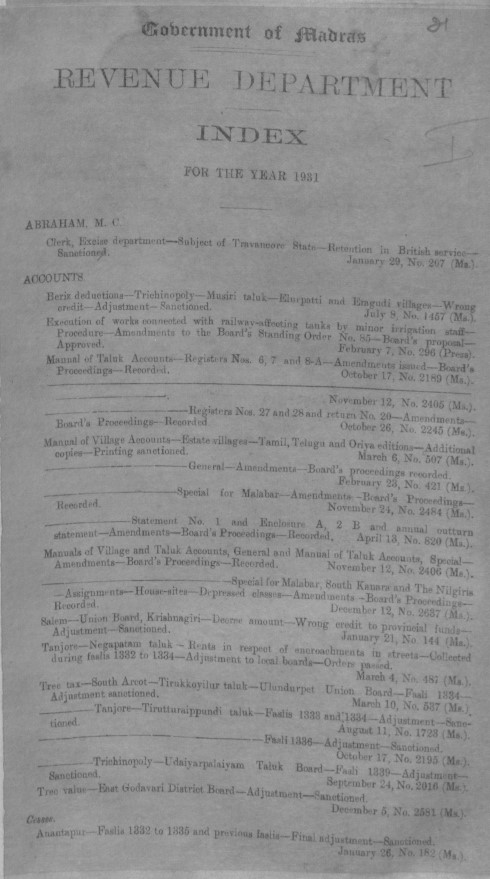 Government of Madras
21
REVENUE DEPARTMENT
INDEX
I
FOR THE YEAR 1931
ABRAHAM, M. C.
Clerk, Excise department—Subject of Travancore State—Retention in British service—
Sanctioned. January 29, No. 207 (Ms.).
ACCOUNTS
Beriz deductions—Trichinopoly—Musiri taluk—Elurpatti and Eragudi villages—Wrong
credit—Adjustment—Sanctioned. July 8, No. 1457 (Ms.).
Execution of works connected with railway-affecting tanks by minor irrigation staff—
Procedure—Amendments to the Board's Standing Order No. 85—Board's proposal—
Approved. February 7, No. 296 (Press).
Manual of Taluk Accounts—Registers Nos. 6, 7 and 8-A—Amendments issued—Board's
Proceedings—Recorded. October 17, No. 2189 (Ms.).
November 12, No. 2405 (Ms.).
Registers Nos. 27 and 28 and return No. 20—Amendments—
Board's Proceedings—Recorded. October 26, No. 2245 (Ms.).
Manual of Village Accounts—Estate villages—Tamil, Telugu and Oriya editions—Additional
copies—Printing sanctioned. March 6, No. 507 (Ms.).
General—Amendments—Board's proceedings recorded.
February 23, No. 421 (Ms.).
Special for Malabar—Amendments—Board's Proceedings—
Recorded. November 24, No. 2484 (Ms.).
Statement No. 1 and Enclosure A, 2 B and annual outturn
statement—Amendments—Board's Proceedings—Recorded. April 13, No. 820 (Ms.).
Manuals of Village and Taluk Accounts, General and Manual of Taluk Accounts, Special—
Amendments—Board's Proceedings—Recorded. November 12, No. 2406 (Ms.).
Special for Malabar, South Kanara and The Nilgiris
—Assignments—House-sites—Depressed classes—Amendments—Board's Proceedings—
Recorded. December 12, No. 2637 (Ms.).
Salem—Union Board, Krishnagiri—Decree amount—Wrong credit to provincial funds—
Adjustment—Sanctioned. January 21, No. 144 (Ms.).
Tanjore—Negapatam taluk—Rents in respect of encroachments in streets—Collected
during faslis 1332 to 1334—Adjustment to local boards—Orders passed.
March 4, No. 487 (Ms.).
Tree tax—South Arcot—Tirukkoyilur taluk—Ulundurpet Union Board—Fasli 1334—
Adjustment sanctioned. March 10, No. 537 (Ms.).
Tanjore—Tirutturaippundi taluk—Faslis 1333 and 1334—Adjustment—Sanc-
tioned. August 11, No. 1723 (Ms.).
Fasli 1336—Adjustment—Sanctioned.
October 17, No. 2195 (Ms.).
Trichinopoly—Udaiyarpalaiyam Taluk Board—Fasli 1339—Adjustment—
Sanctioned. September 24, No. 2016 (Ms.).
Tree value—East Godavari District Board—Adjustment—Sanctioned.
December 5, No. 2581 (Ms.).
Cesses.
Anantapur—Faslis 1332 to 1335 and previous faslis—Final adjustment—Sanctioned.
January 26, No. 182 (Ms.).